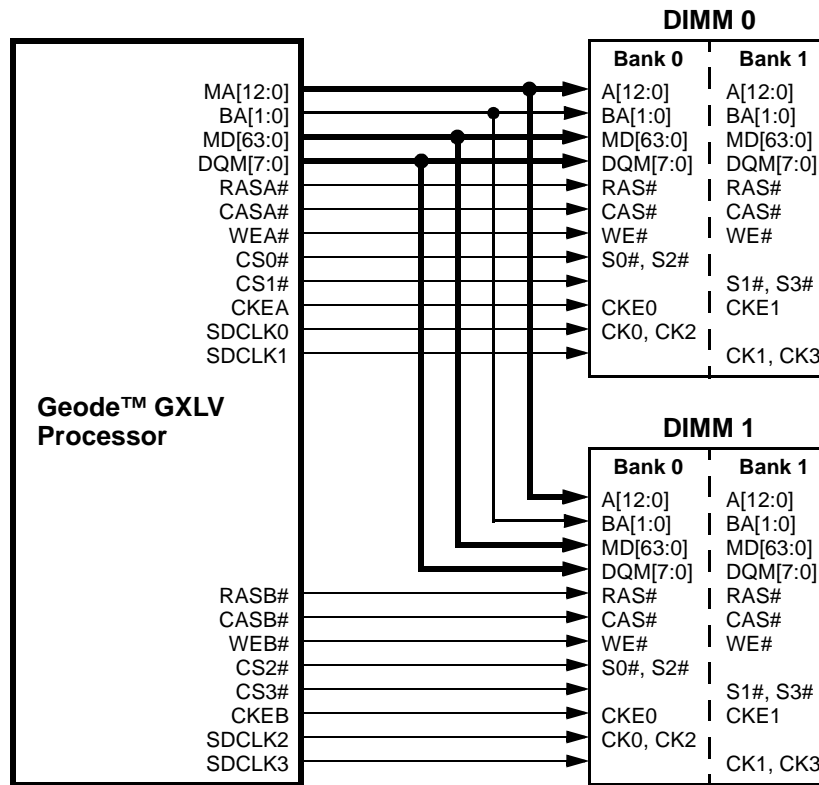 DIMM 0
Bank 0 Bank 1
MA[12:0] A[12:0] A[12:0]
BA[1:0] BA[1:0] BA[1:0]
MD[63:0] MD[63:0] MD[63:0]
DQM[7:0] DQM[7:0] DQM[7:0]
RASA# RAS# RAS#
CASA# CAS# CAS#
WEA# WE# WE#
CS0# S0#, S2#
CS1# S1#, S3#
CKEA CKE0 CKE1
SDCLK0 CK0, CK2
SDCLK1 CK1, CK3
Geode™ GXLV
Processor
DIMM 1
Bank 0 Bank 1
A[12:0] A[12:0]
BA[1:0] BA[1:0]
MD[63:0] MD[63:0]
DQM[7:0] DQM[7:0]
RASB# RAS# RAS#
CASB# CAS# CAS#
WEB# WE# WE#
CS2# S0#, S2#
CS3# S1#, S3#
CKEB CKE0 CKE1
SDCLK2 CK0, CK2
SDCLK3 CK1, CK3